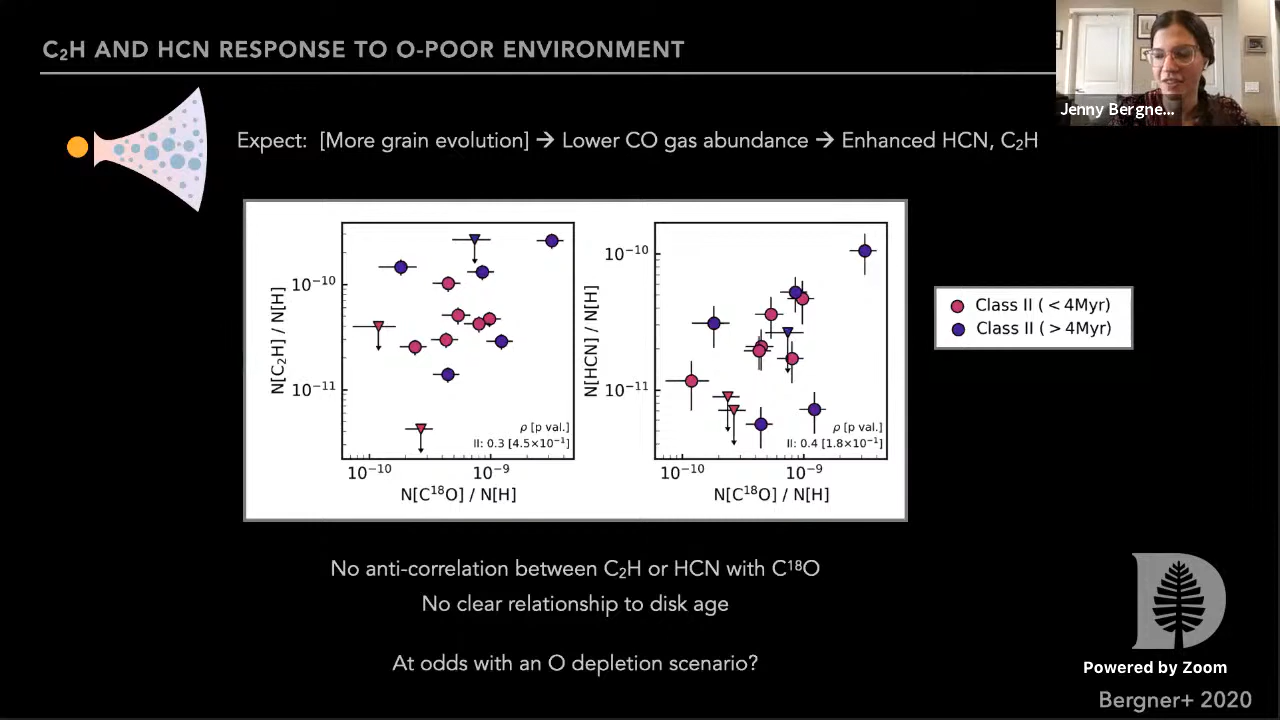 C₂H AND HCN RESPONSE TO O-POOR ENVIRONMENT
Jenny Bergne...
Expect: [More grain evolution] → Lower CO gas abundance → Enhanced HCN, C₂H
N[C₂H] / N[H]
10⁻¹⁰
10⁻¹¹
ρ [p val.]
II: 0.3 [4.5×10⁻¹]
10⁻¹⁰ 10⁻⁹
N[C¹⁸O] / N[H]
N[HCN] / N[H]
10⁻¹⁰
10⁻¹¹
ρ [p val.]
II: 0.4 [1.8×10⁻¹]
10⁻¹⁰ 10⁻⁹
N[C¹⁸O] / N[H]
Class II ( < 4Myr)
Class II ( > 4Myr)
No anti-correlation between C₂H or HCN with C¹⁸O
No clear relationship to disk age
At odds with an O depletion scenario?
D
Powered by Zoom
Bergner+ 2020